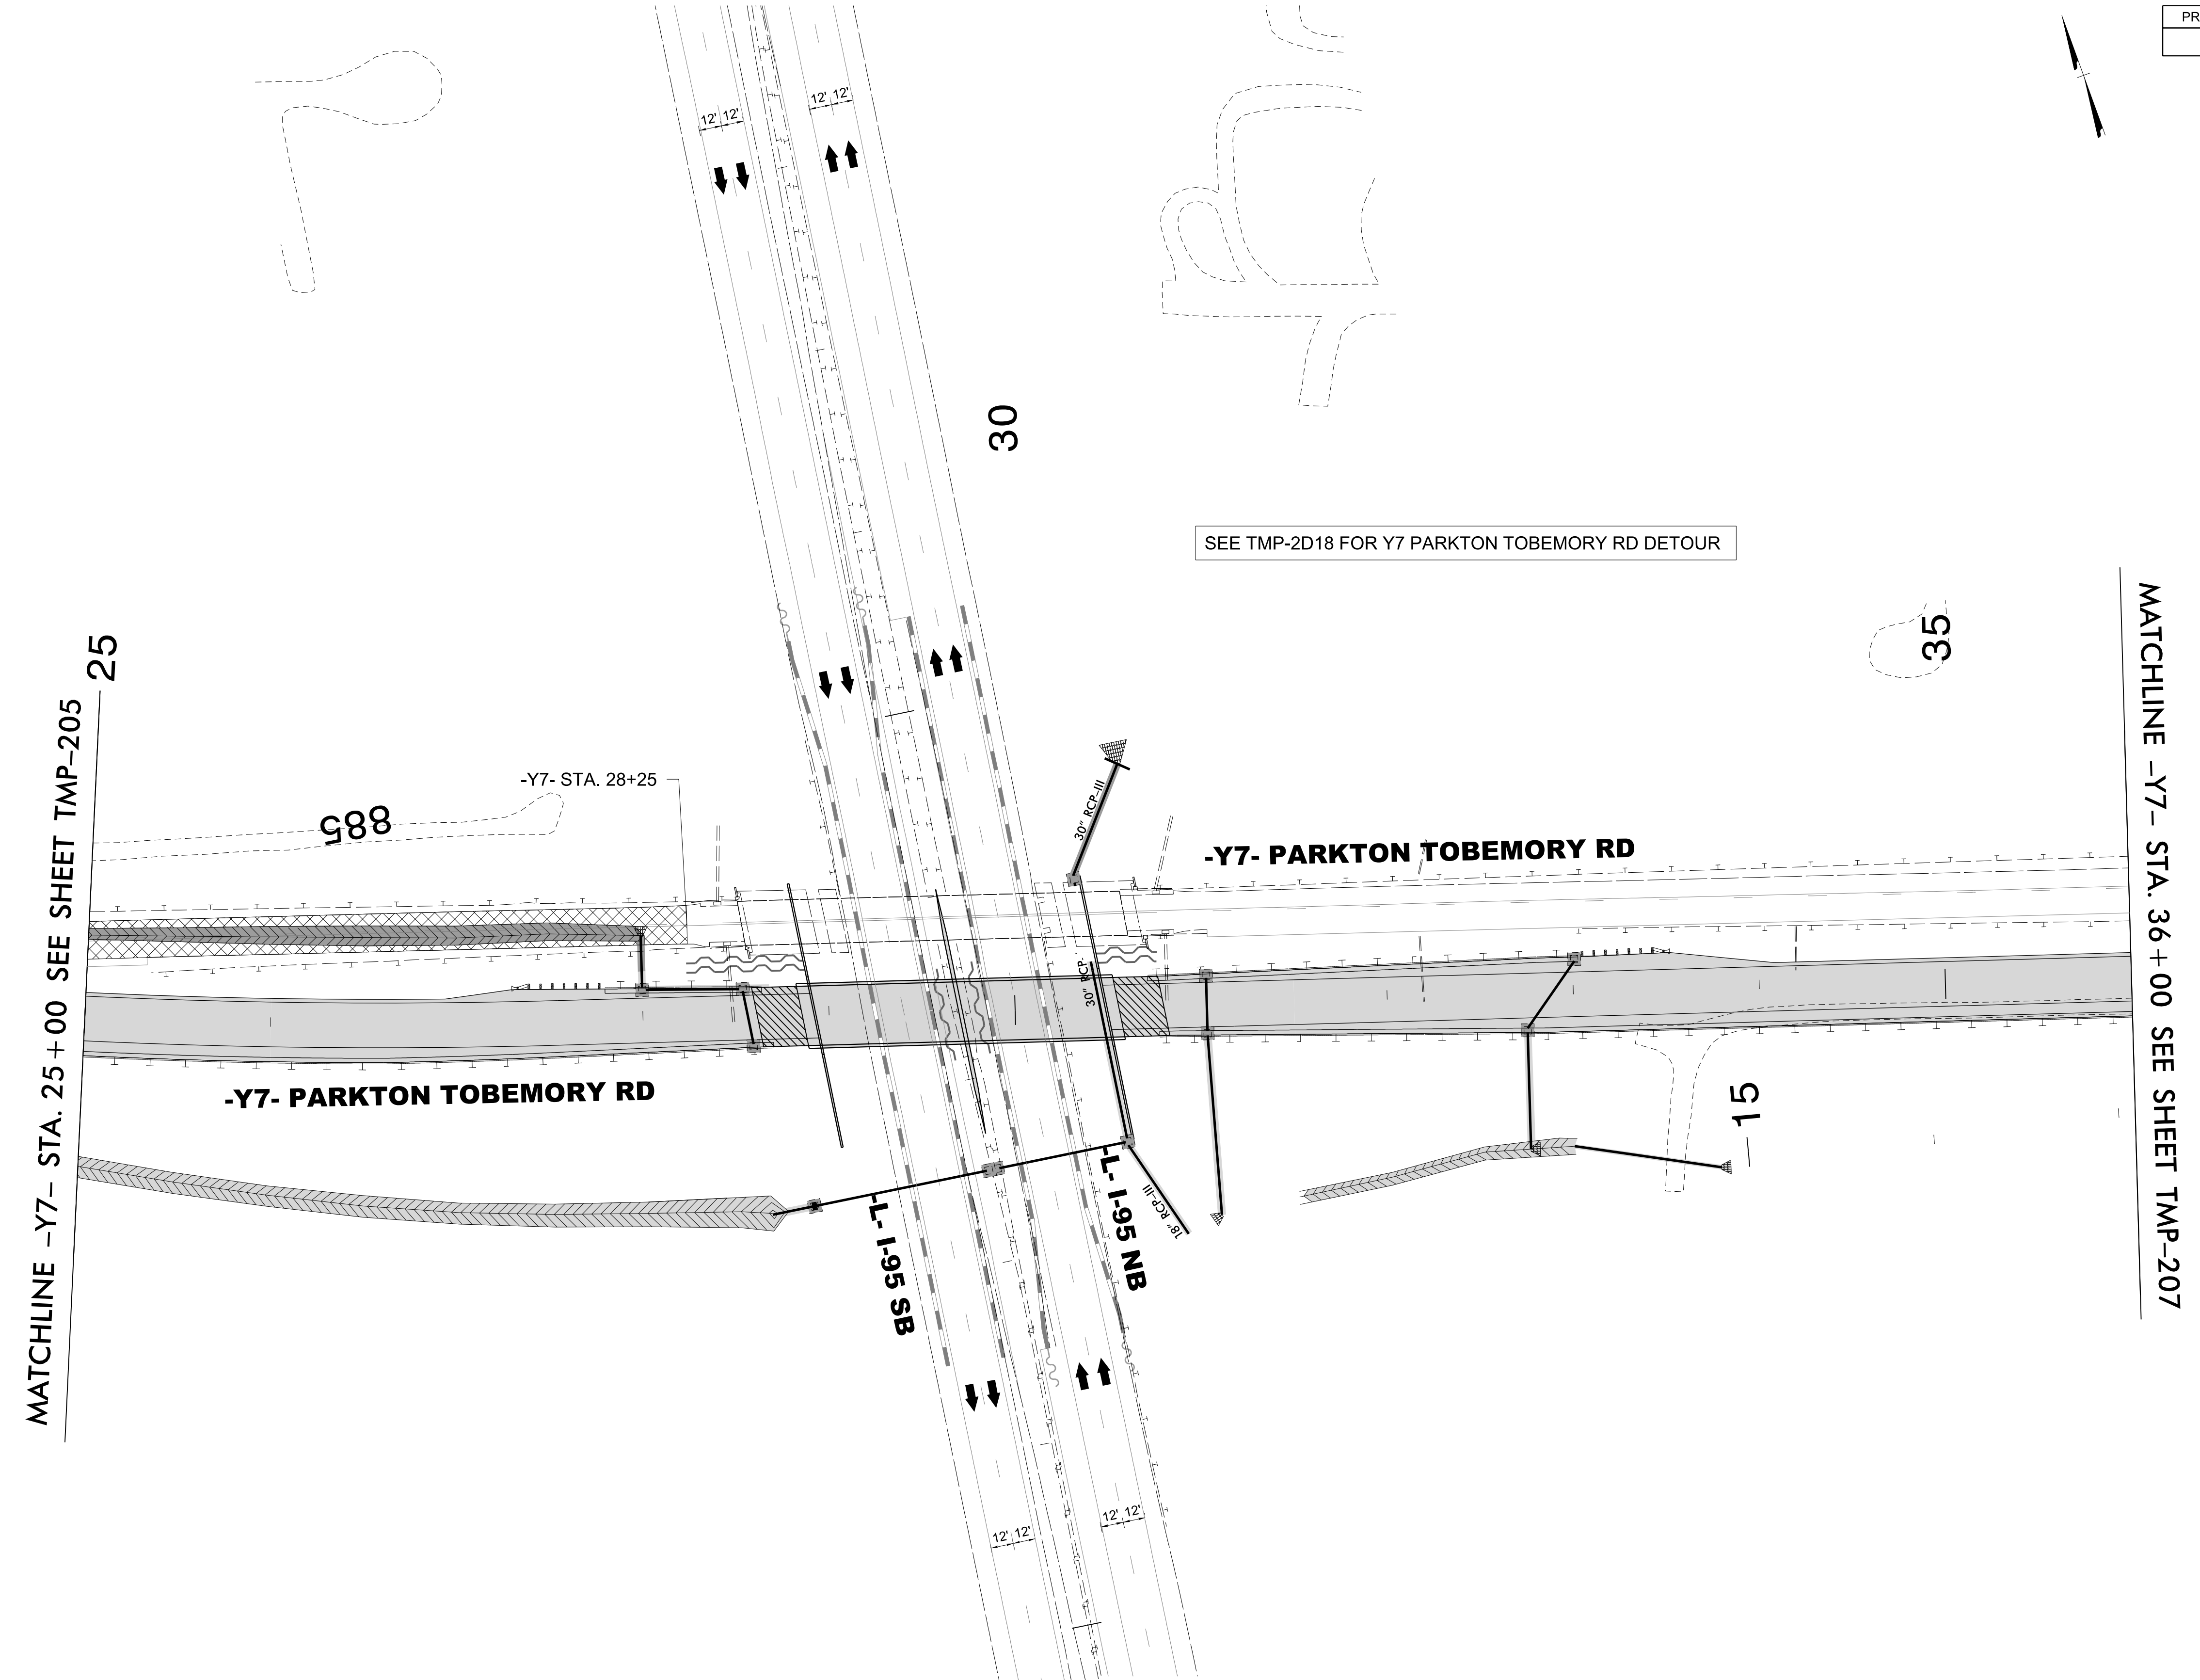 PR
12' 12'
12' 12'
30
SEE TMP-2D18 FOR Y7 PARKTON TOBEMORY RD DETOUR
25
35
MATCHLINE -Y7- STA. 25+00 SEE SHEET TMP-205
MATCHLINE -Y7- STA. 36+00 SEE SHEET TMP-207
-Y7- STA. 28+25
885
30" RCP-III
-Y7- PARKTON TOBEMORY RD
30" RCP.
-Y7- PARKTON TOBEMORY RD
15
18" RCP-III
-L- I-95 SB
-L- I-95 NB
12' 12'
12' 12'